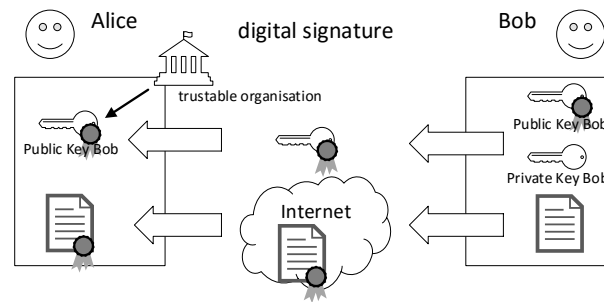 Alice
digital signature
Bob
trustable organisation
Public Key Bob
Public Key Bob
Private Key Bob
Internet